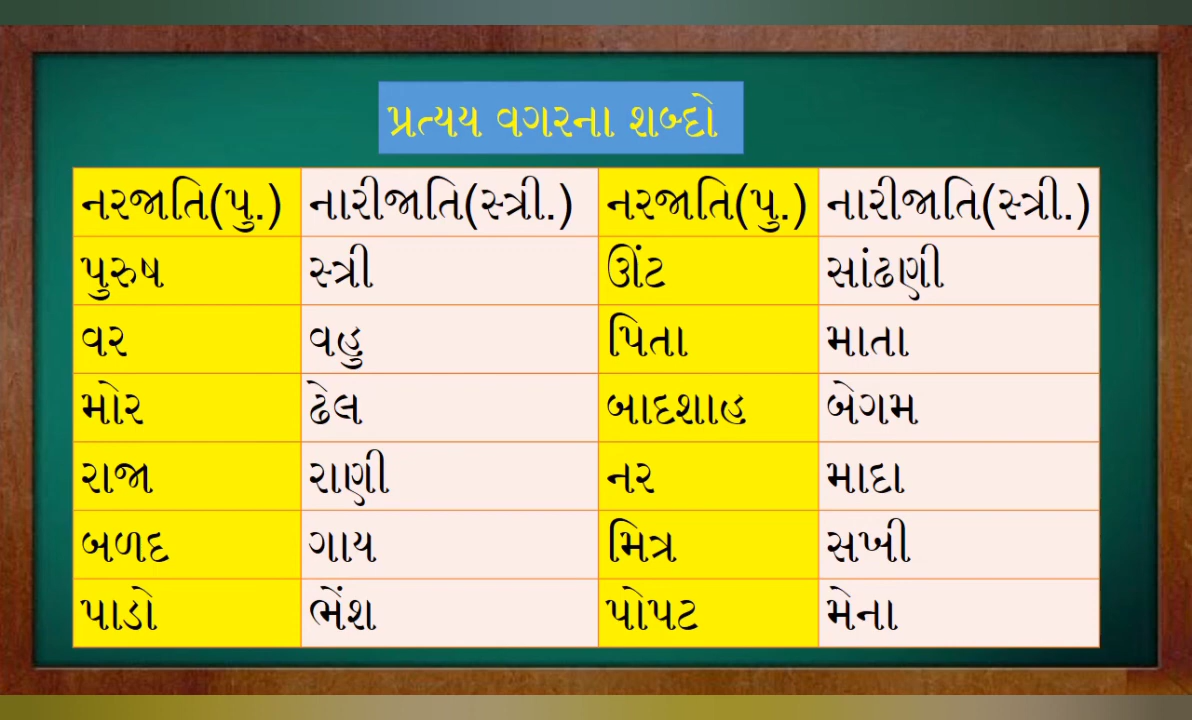 પ્રત્યય વગરના શબ્દો
નરજાતિ(પુ.) નારીજાતિ(સ્ત્રી.) નરજાતિ(પુ.) નારીજાતિ(સ્ત્રી.)
પુરુષ સ્ત્રી ઊંટ સાંઢણી
વર વહુ પિતા માતા
મોર ઢેલ બાદશાહ બેગમ
રાજા રાણી નર માદા
બળદ ગાય મિત્ર સખી
પાડો ભેંશ પોપટ મેના